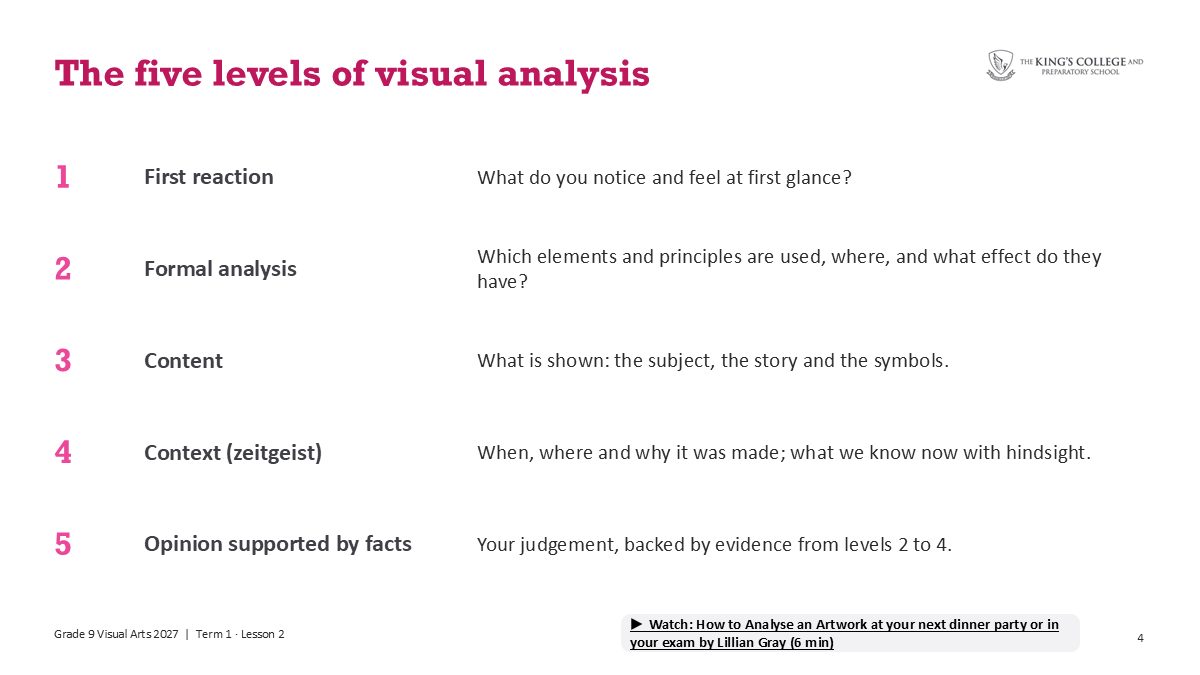 The five levels of visual analysis
THE KING'S COLLEGE AND
PREPARATORY SCHOOL
1 First reaction What do you notice and feel at first glance?
2 Formal analysis Which elements and principles are used, where, and what effect do they
have?
3 Content What is shown: the subject, the story and the symbols.
4 Context (zeitgeist) When, where and why it was made; what we know now with hindsight.
5 Opinion supported by facts Your judgement, backed by evidence from levels 2 to 4.
Grade 9 Visual Arts 2027 | Term 1 · Lesson 2
▶ Watch: How to Analyse an Artwork at your next dinner party or in
your exam by Lillian Gray (6 min)
4